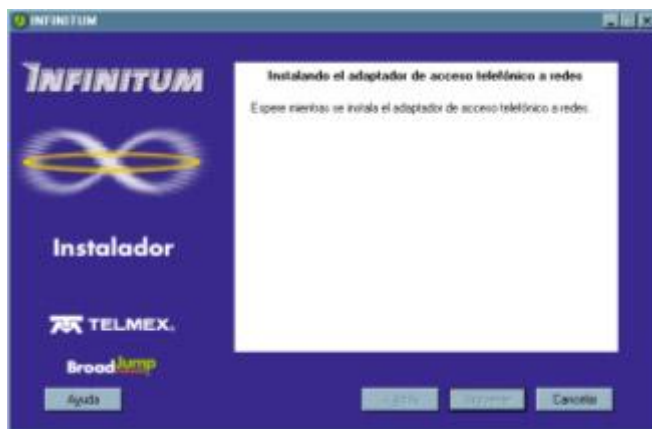 INFINITUM
INFINITUM
Instalando el adaptador de acceso telefónico a redes
Espere mientras se instala el adaptador de acceso telefónico a redes.
Instalador
TELMEX.
BroadJump
Ayuda
Cancelar